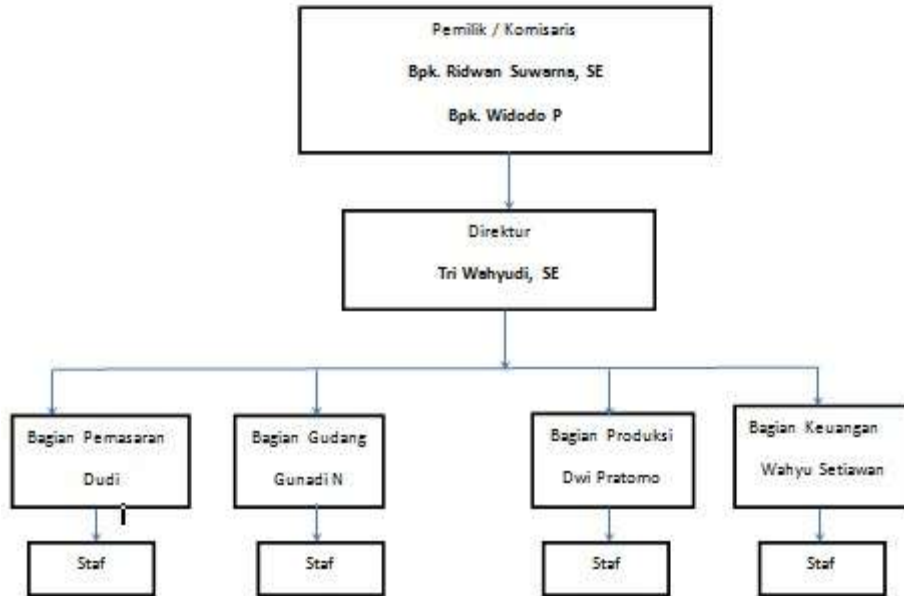 Pemilik / Komisaris
Bpk. Ridwan Suwarna, SE
Bpk. Widodo P
Direktur
Tri Wahyudi, SE
Bagian Pemasaran
Dudi
Bagian Gudang
Gunadi N
Bagian Produksi
Dwi Pratomo
Bagian Keuangan
Wahyu Setiawan
Staf
Staf
Staf
Staf